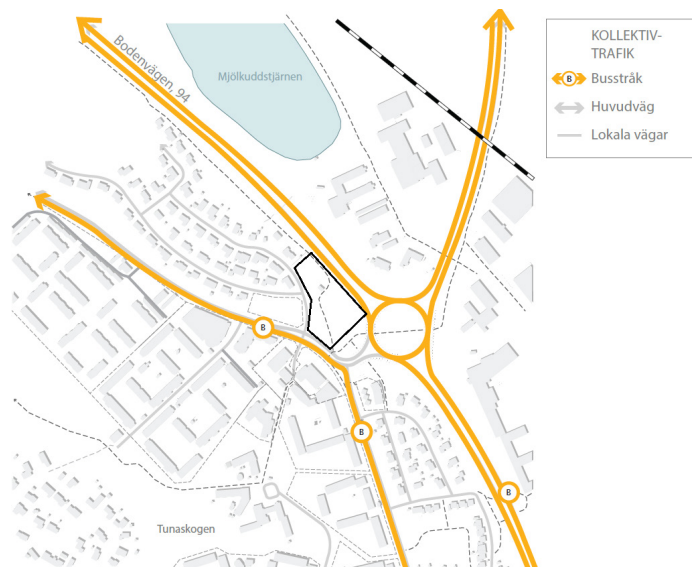 Bodenvägen, 94
Mjölkuddstjärnen
KOLLEKTIV-
TRAFIK
B Busstråk
Huvudväg
Lokala vägar
B
B
B
Tunaskogen